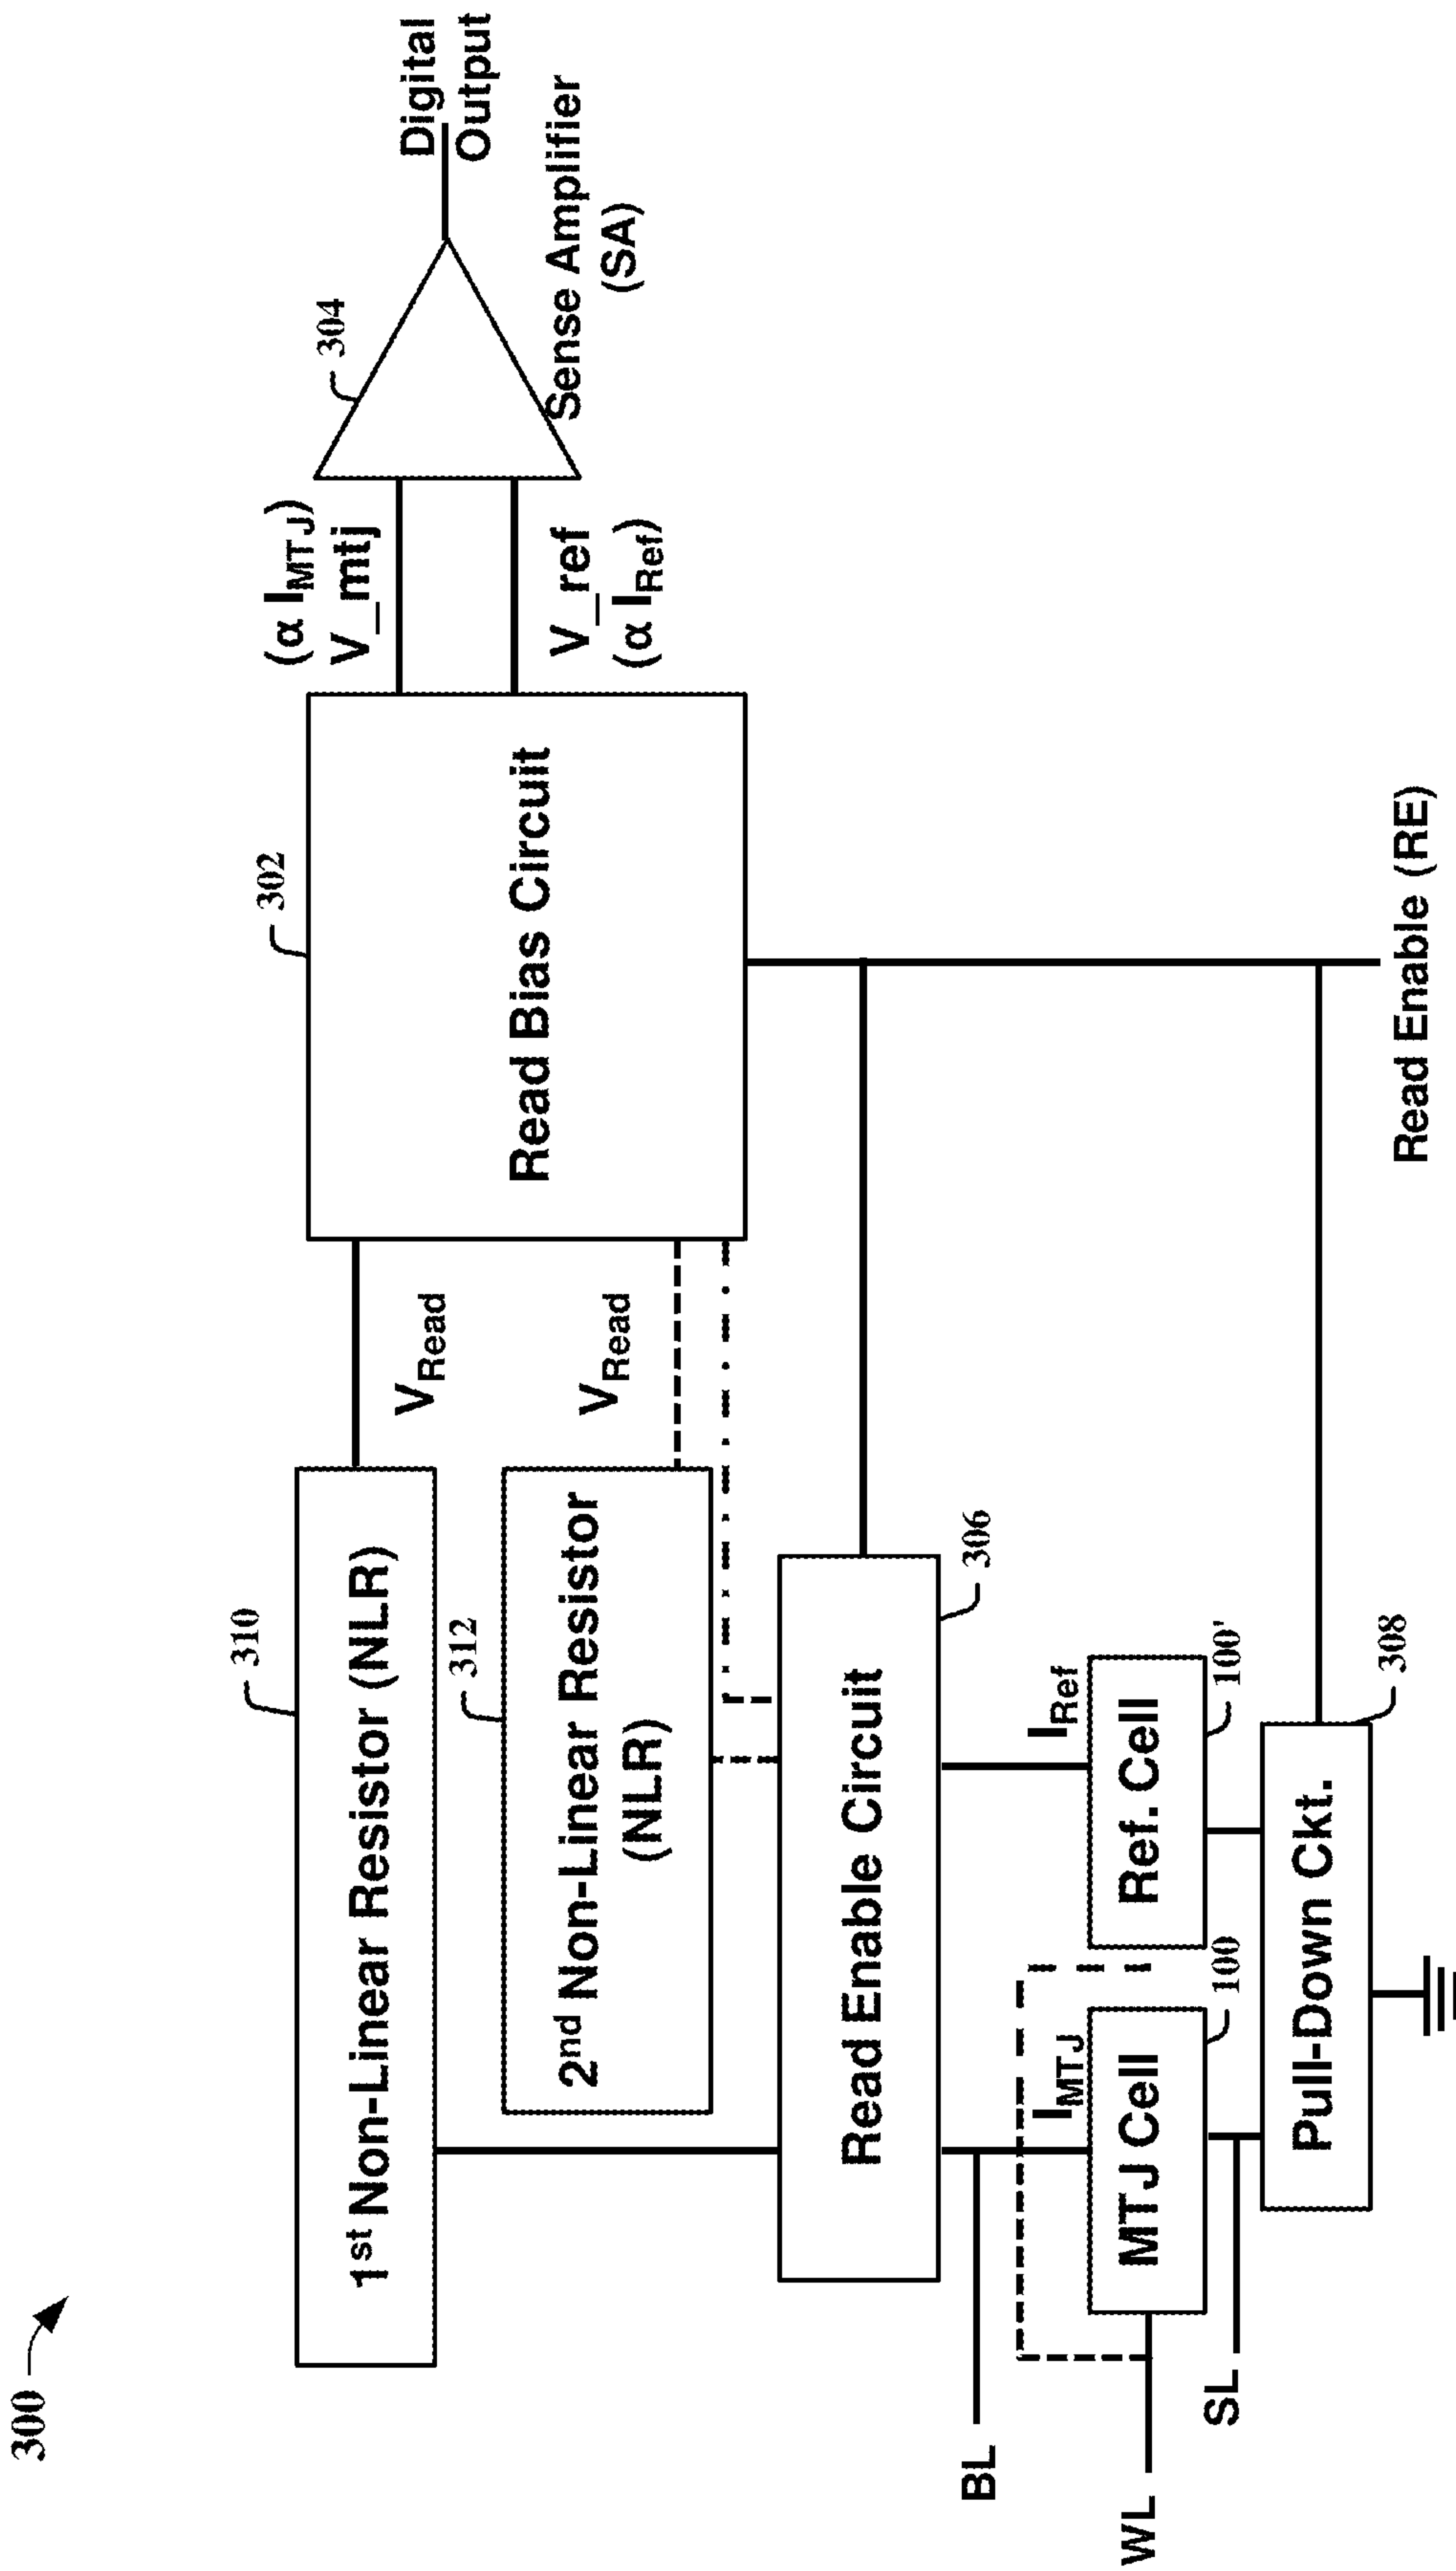 300
310
1st Non-Linear Resistor (NLR)
VRead
302
Read Bias Circuit
(α IMTJ)
V_mtj
V_ref
(α IRef)
304
Sense Amplifier
(SA)
Digital
Output
312
2nd Non-Linear Resistor
(NLR)
VRead
Read Enable Circuit
306
BL
IMTJ
IRef
WL
MTJ Cell
100
Ref. Cell
100'
SL
Pull-Down Ckt.
308
Read Enable (RE)